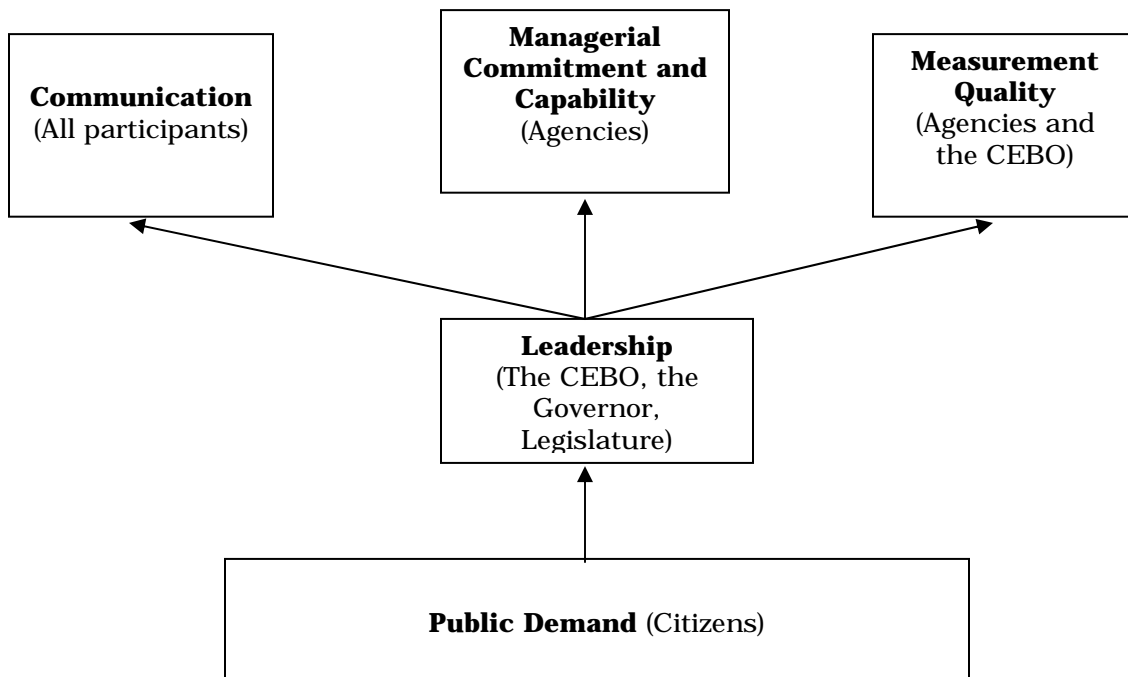 Communication
(All participants)
Managerial
Commitment and
Capability
(Agencies)
Measurement
Quality
(Agencies and
the CEBO)
Leadership
(The CEBO, the
Governor,
Legislature)
Public Demand (Citizens)